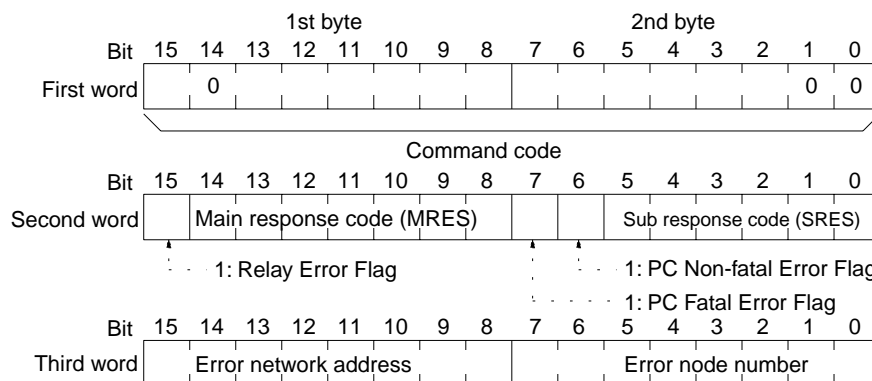 1st byte 2nd byte
Bit 15 14 13 12 11 10 9 8 7 6 5 4 3 2 1 0
First word 0 0 0
Command code
Bit 15 14 13 12 11 10 9 8 7 6 5 4 3 2 1 0
Second word Main response code (MRES) Sub response code (SRES)
1: Relay Error Flag 1: PC Non-fatal Error Flag
1: PC Fatal Error Flag
Bit 15 14 13 12 11 10 9 8 7 6 5 4 3 2 1 0
Third word Error network address Error node number